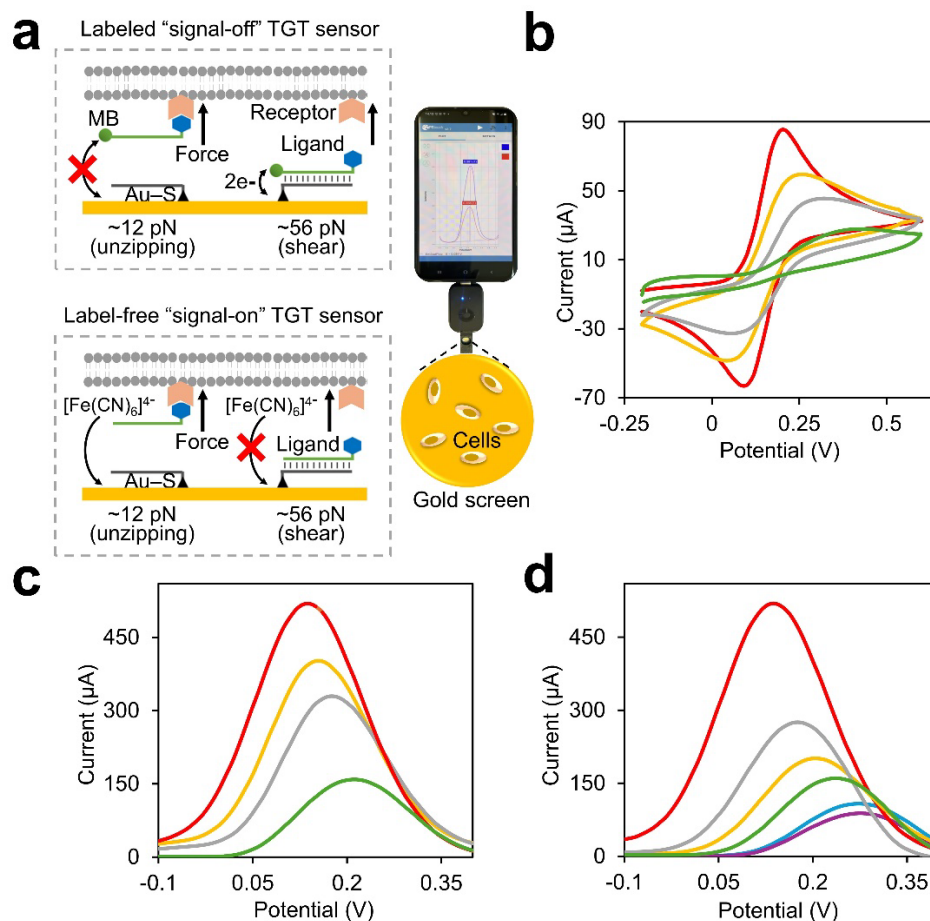 a
Labeled “signal-off” TGT sensor
MB
Receptor
Force
Ligand
2e-
Au–S
~12 pN
(unzipping)
~56 pN
(shear)
Label-free “signal-on” TGT sensor
[Fe(CN)₆]⁴⁻
[Fe(CN)₆]⁴⁻
Force
Ligand
Au–S
~12 pN
(unzipping)
~56 pN
(shear)
Cells
Gold screen
b
Current (µA)
90
50
10
-30
-70
-0.25
0
0.25
0.5
Potential (V)
c
Current (µA)
450
300
150
0
-0.1
0.05
0.2
0.35
Potential (V)
d
Current (µA)
450
300
150
0
-0.1
0.05
0.2
0.35
Potential (V)